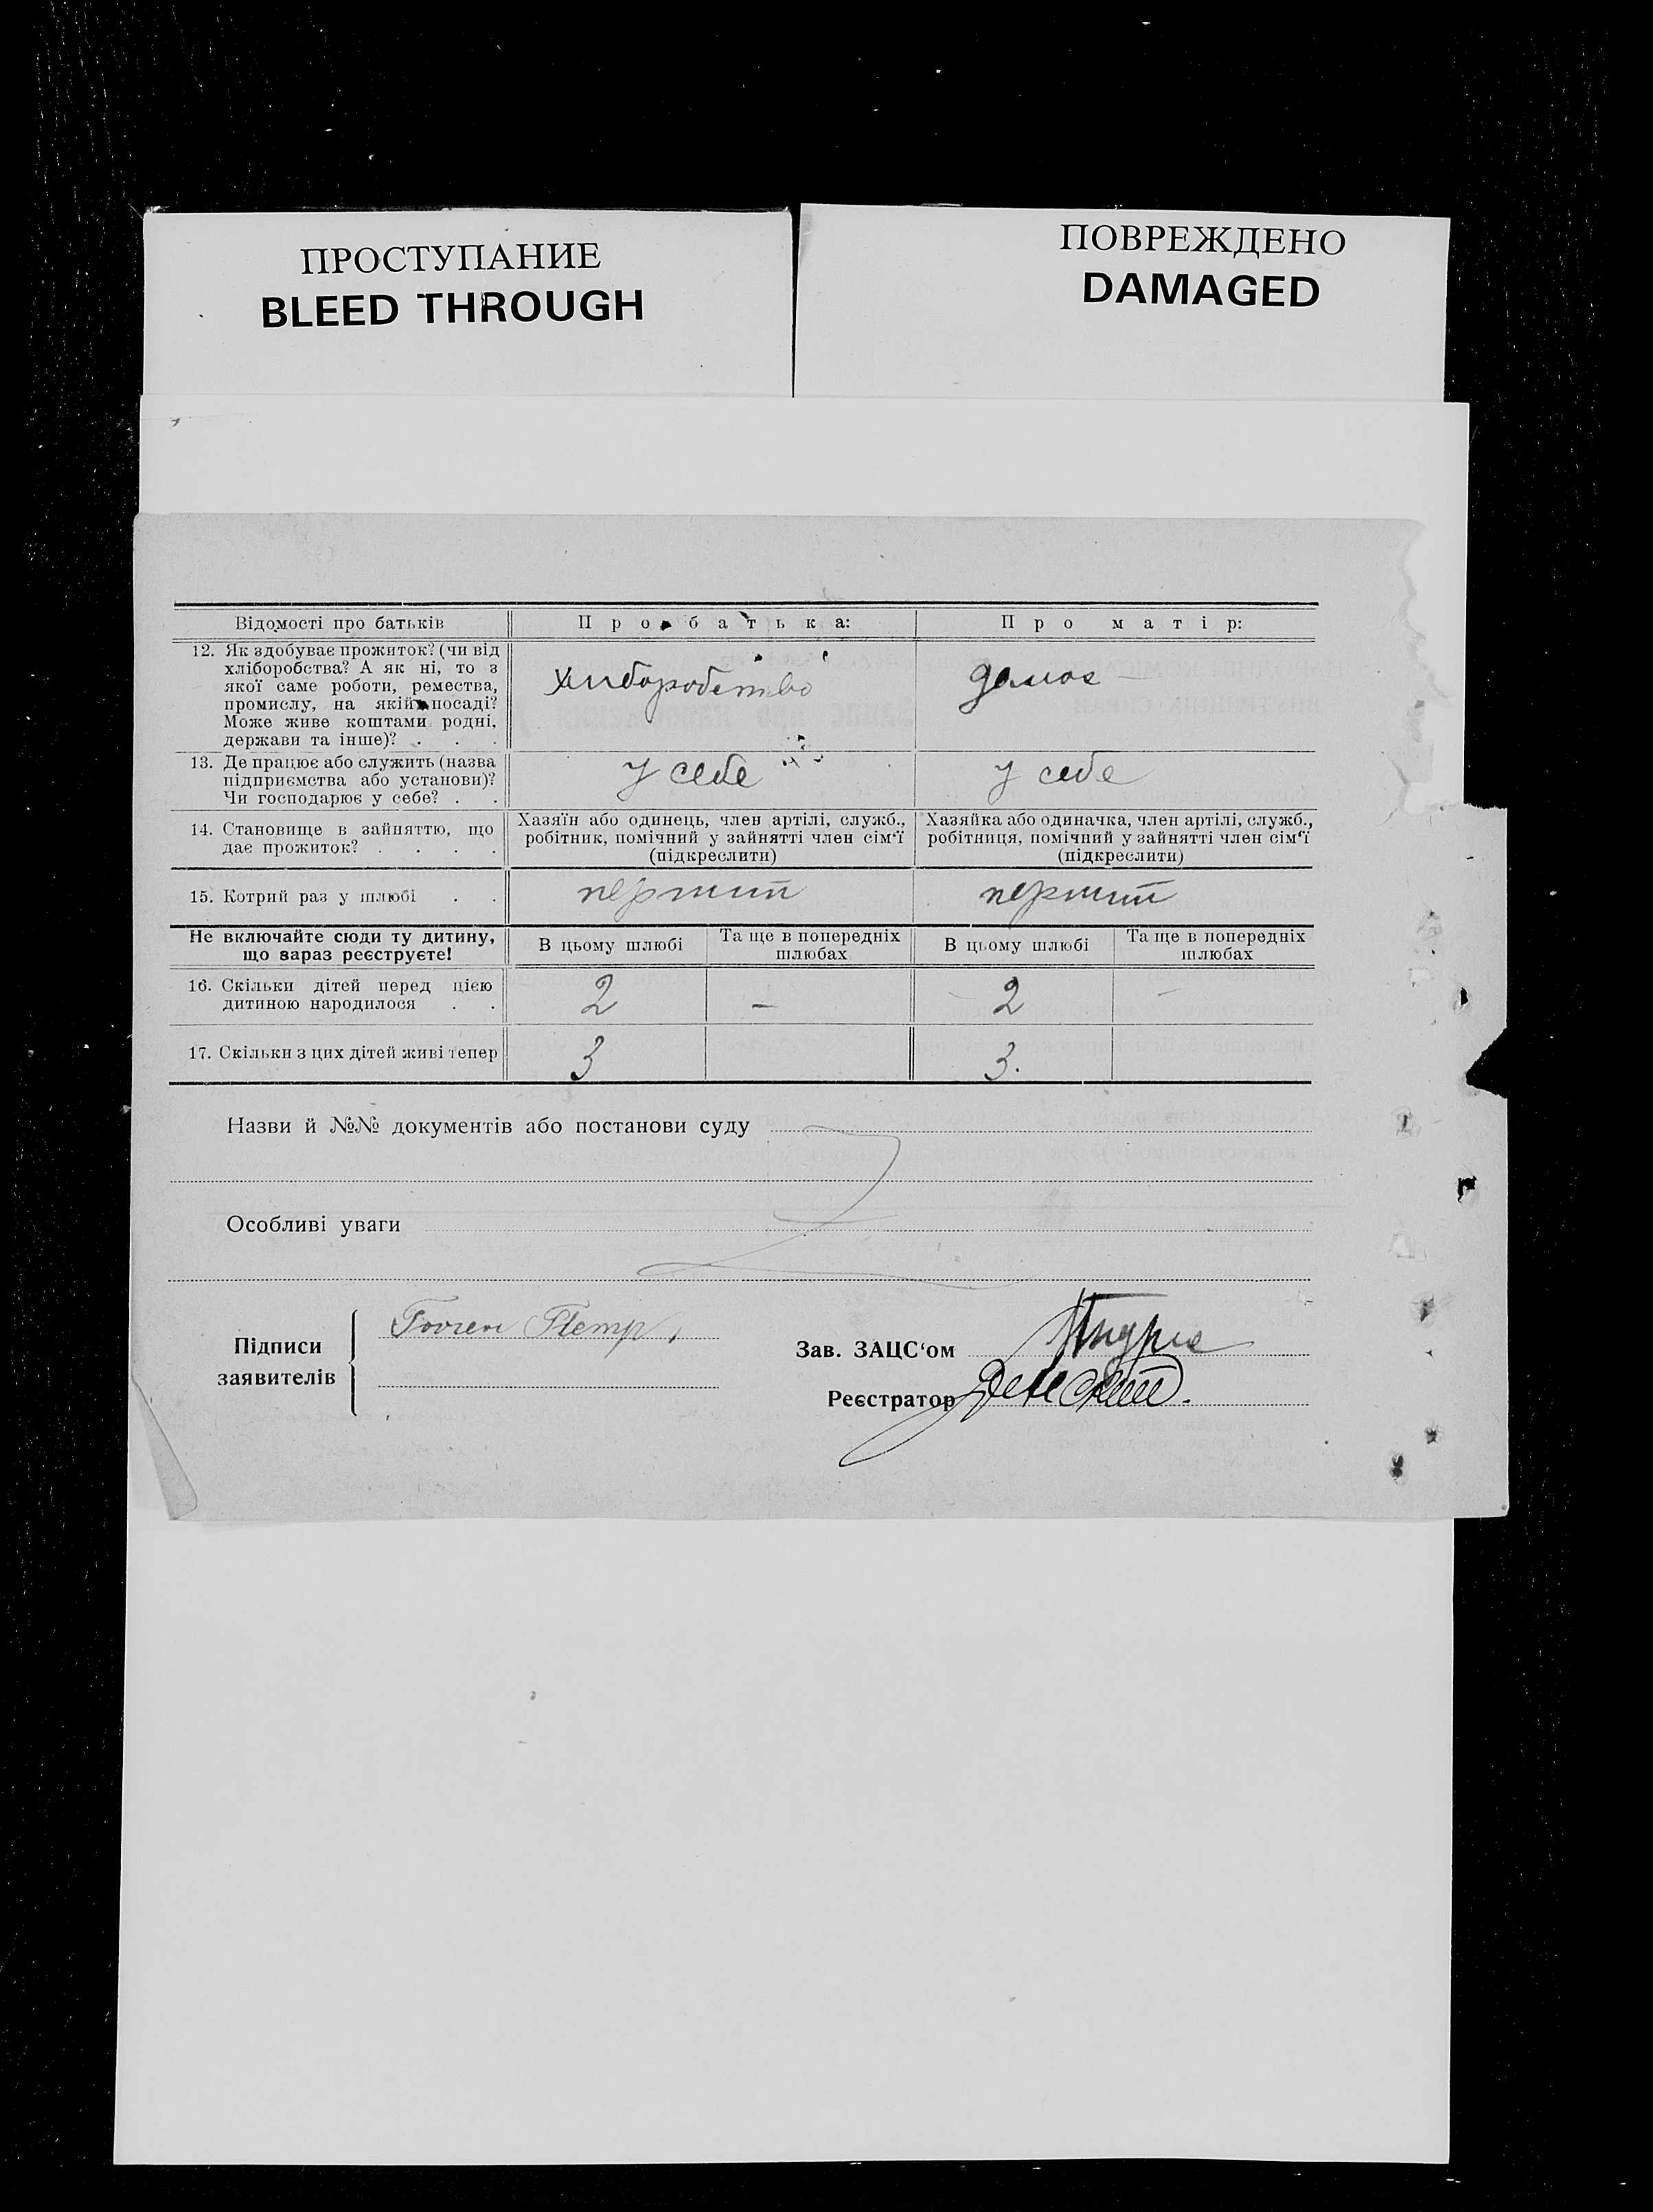 ПРОСТУПАНИЕ
BLEED THROUGH
ПОВРЕЖДЕНО
DAMAGED
Відомості про батьків
Про батька:
Про матір:
12. Як здобуває прожиток? (чи від
хліборобства? А як ні, то з
якої саме роботи, ремества,
промислу, на якій посаді?
Може живе коштами родні,
держави та інше)? . . .
хліборобство
13. Де працює або служить (назва
підприємства або установи)?
Чи господарює у себе? . .
у себе
у себе
14. Становище в зайняттю, що
дає прожиток? . . . .
Хазяїн або одинець, член артілі, служб.,
робітник, помічний у зайнятті член сім‘ї
(підкреслити)
Хазяйка або одиначка, член артілі, служб.,
робітниця, помічний у зайнятті член сім‘ї
(підкреслити)
15. Котрий раз у шлюбі . .
перший
перший
Не включайте сюди ту дитину,
що зараз реєструєте!
В цьому шлюбі
Та ще в попередніх
шлюбах
В цьому шлюбі
Та ще в попередніх
шлюбах
16. Скільки дітей перед цією
дитиною народилося . .
2
–
2
–
17. Скільки з цих дітей живі тепер
3
3.
Назви й №№ документів або постанови суду
Особливі уваги
Підписи
заявителів
Зав. ЗАЦС‘ом
Реєстратор